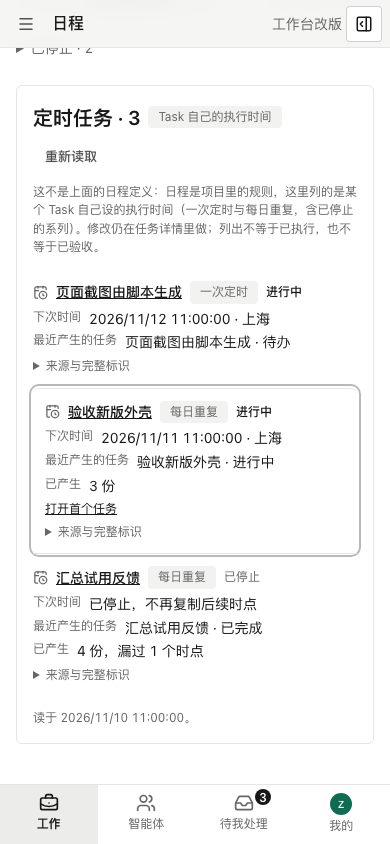 日程
工作台改版
已停止 · 2
定时任务 · 3
Task 自己的执行时间
重新读取
这不是上面的日程定义：日程是项目里的规则，这里列的是某
个 Task 自己设的执行时间（一次定时与每日重复，含已停止
的系列）。修改仍在任务详情里做；列出不等于已执行，也不
等于已验收。
页面截图由脚本生成 一次定时 进行中
下次时间 2026/11/12 11:00:00 · 上海
最近产生的任务 页面截图由脚本生成 · 待办
来源与完整标识
验收新版外壳 每日重复 进行中
下次时间 2026/11/11 11:00:00 · 上海
最近产生的任务 验收新版外壳 · 进行中
已产生 3 份
打开首个任务
来源与完整标识
汇总试用反馈 每日重复 已停止
下次时间 已停止，不再复制后续时点
最近产生的任务 汇总试用反馈 · 已完成
已产生 4 份，漏过 1 个时点
来源与完整标识
读于 2026/11/10 11:00:00。
3
z
工作 智能体 待我处理 我的